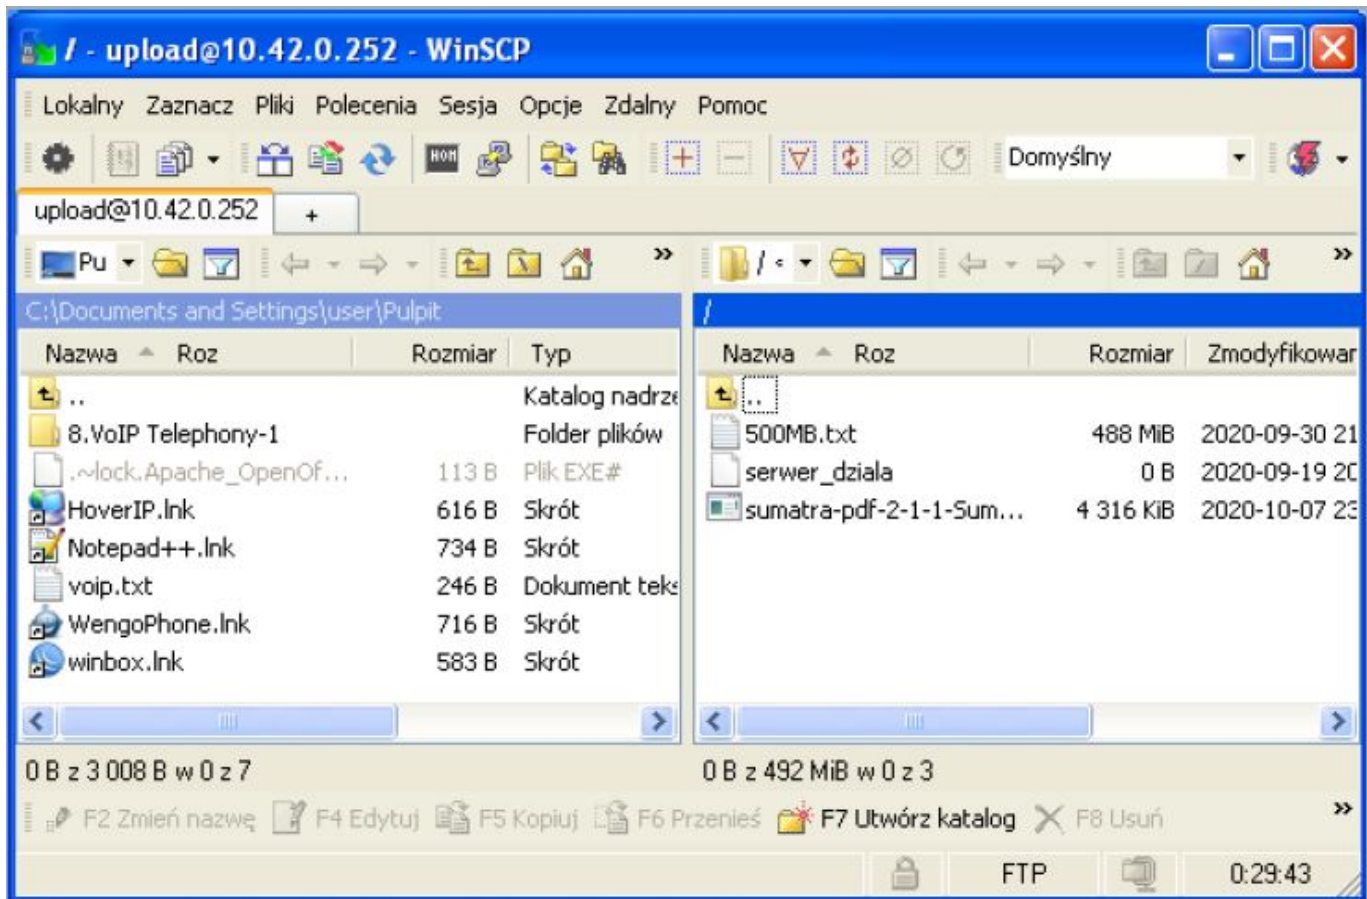 / - upload@10.42.0.252 - WinSCP
Lokalny Zaznacz Pliki Polecenia Sesja Opcje Zdalny Pomoc
Domyślny
upload@10.42.0.252 +
Pu / <
C:\Documents and Settings\user\Pulpit /
Nazwa Roz Rozmiar Typ Nazwa Roz Rozmiar Zmodyfikowan
.. Katalog nadrze ..
8.VoIP Telephony-1 Folder plików 500MB.txt 488 MiB 2020-09-30 21
.~lock.Apache_OpenOf... 113 B Plik EXE# serwer_dziala 0 B 2020-09-19 20
HoverIP.lnk 616 B Skrót sumatra-pdf-2-1-1-Sum... 4 316 KiB 2020-10-07 23
Notepad++.lnk 734 B Skrót
voip.txt 246 B Dokument teks
WengoPhone.lnk 716 B Skrót
winbox.lnk 583 B Skrót
0 B z 3 008 B w 0 z 7 0 B z 492 MiB w 0 z 3
F2 Zmień nazwę F4 Edytuj F5 Kopiuj F6 Przenieś F7 Utwórz katalog F8 Usuń
FTP 0:29:43